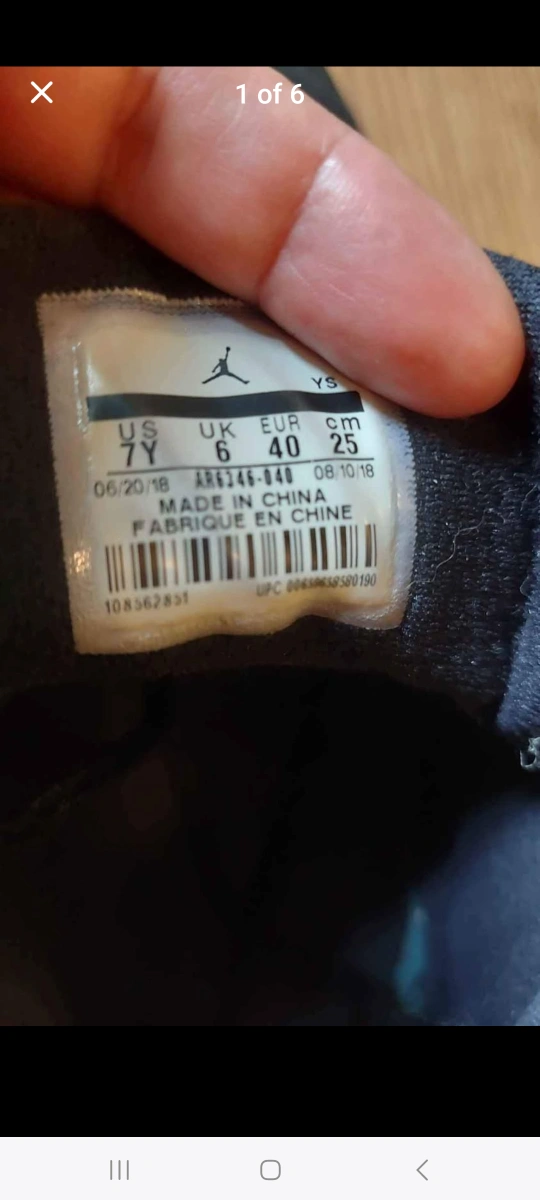 1 of 6
YS
US UK EUR cm
7Y 6 40 25
06/20/18 AR6346-040 08/10/18
MADE IN CHINA
FABRIQUE EN CHINE
108562851 UPC